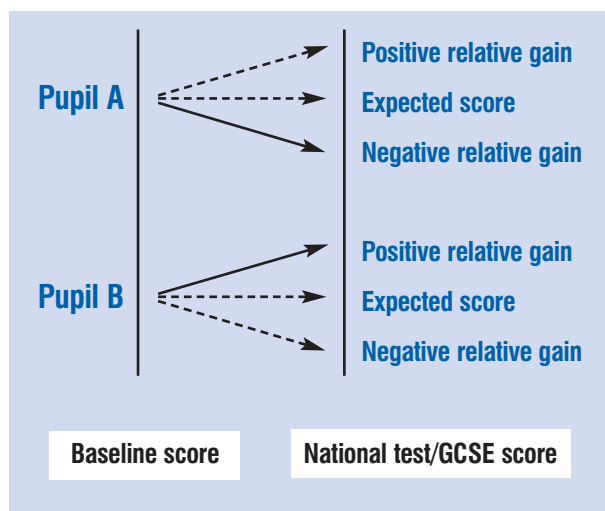 Positive relative gain
Pupil A
Expected score
Negative relative gain
Positive relative gain
Pupil B
Expected score
Negative relative gain
Baseline score
National test/GCSE score